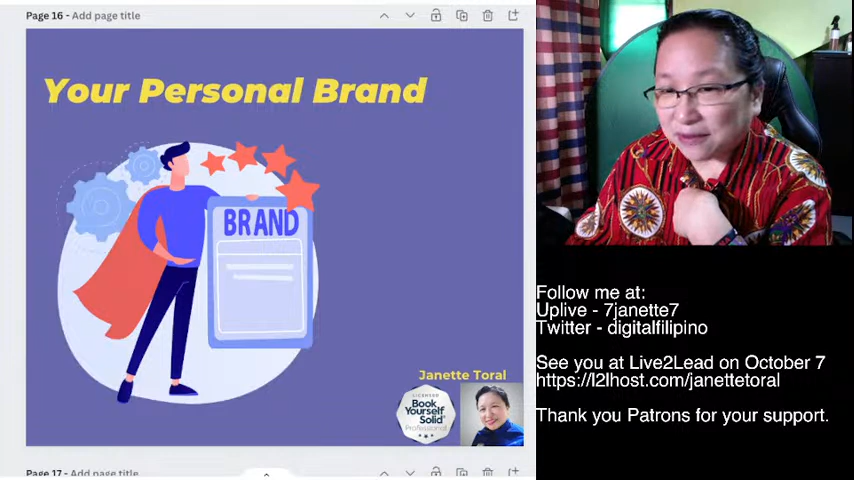 Page 16 - Add page title
Your Personal Brand
BRAND
Janette Toral
LICENSED
Book
Yourself
Solid
Professional
Page 17 - Add page title
Follow me at:
Uplive - 7janette7
Twitter - digitalfilipino
See you at Live2Lead on October 7
https://l2lhost.com/janettetoral
Thank you Patrons for your support.